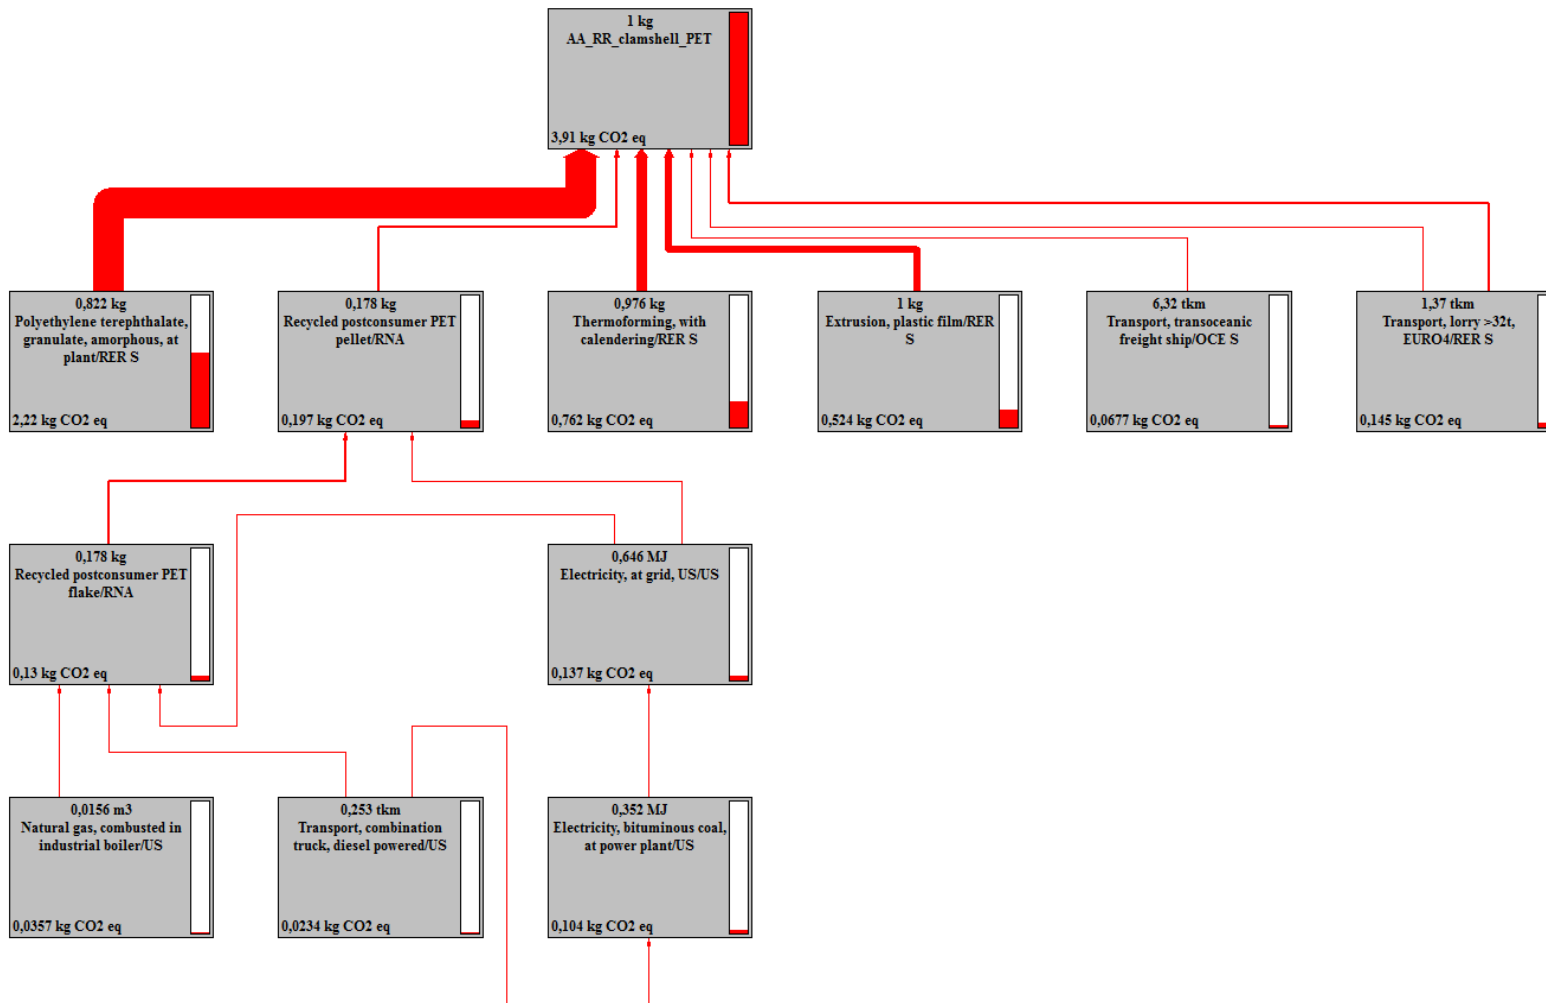 1 kg
AA_RR_clamshell_PET
3,91 kg CO2 eq
0,822 kg
Polyethylene terephthalate,
granulate, amorphous, at
plant/RER S
2,22 kg CO2 eq
0,178 kg
Recycled postconsumer PET
pellet/RNA
0,197 kg CO2 eq
0,976 kg
Thermoforming, with
calendering/RER S
0,762 kg CO2 eq
1 kg
Extrusion, plastic film/RER
S
0,524 kg CO2 eq
6,32 tkm
Transport, transoceanic
freight ship/OCE S
0,0677 kg CO2 eq
1,37 tkm
Transport, lorry >32t,
EURO4/RER S
0,145 kg CO2 eq
0,178 kg
Recycled postconsumer PET
flake/RNA
0,13 kg CO2 eq
0,646 MJ
Electricity, at grid, US/US
0,137 kg CO2 eq
0,0156 m3
Natural gas, combusted in
industrial boiler/US
0,0357 kg CO2 eq
0,253 tkm
Transport, combination
truck, diesel powered/US
0,0234 kg CO2 eq
0,352 MJ
Electricity, bituminous coal,
at power plant/US
0,104 kg CO2 eq